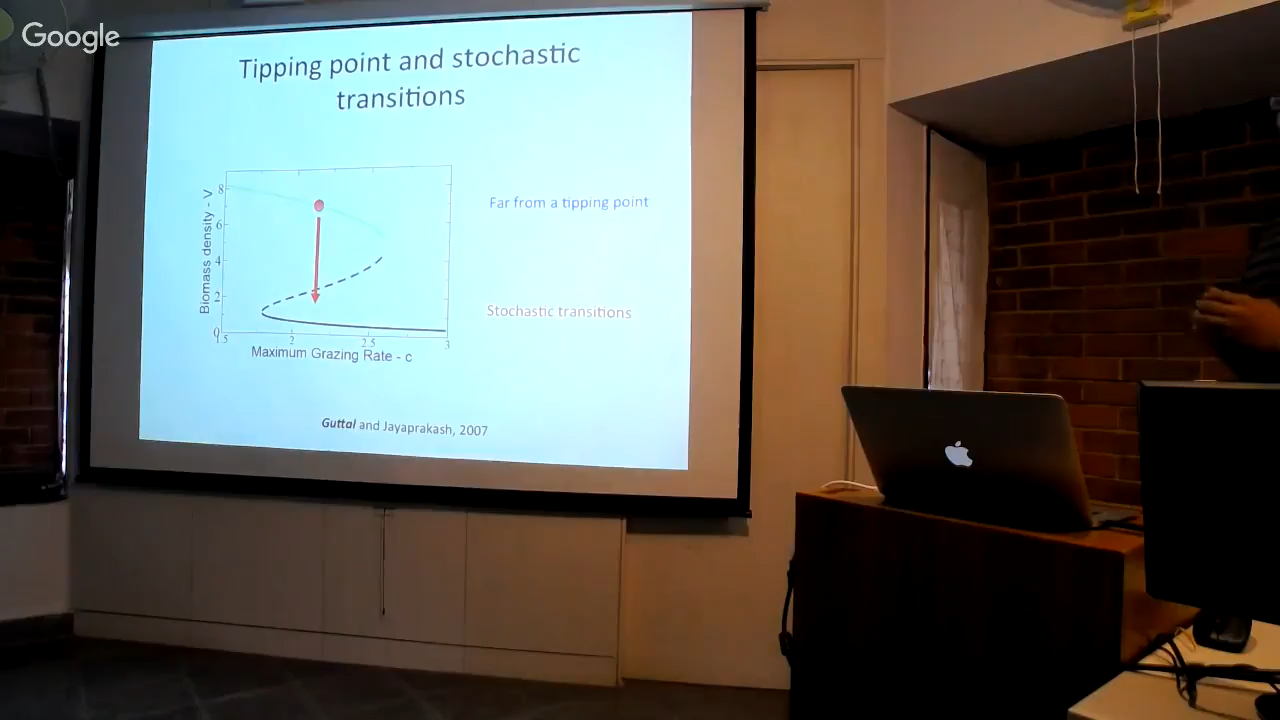 Google
Tipping point and stochastic
transitions
Far from a tipping point
Stochastic transitions
Biomass density - V
8
6
4
2
0
1.5
2
2.5
3
Maximum Grazing Rate - c
Guttal and Jayaprakash, 2007